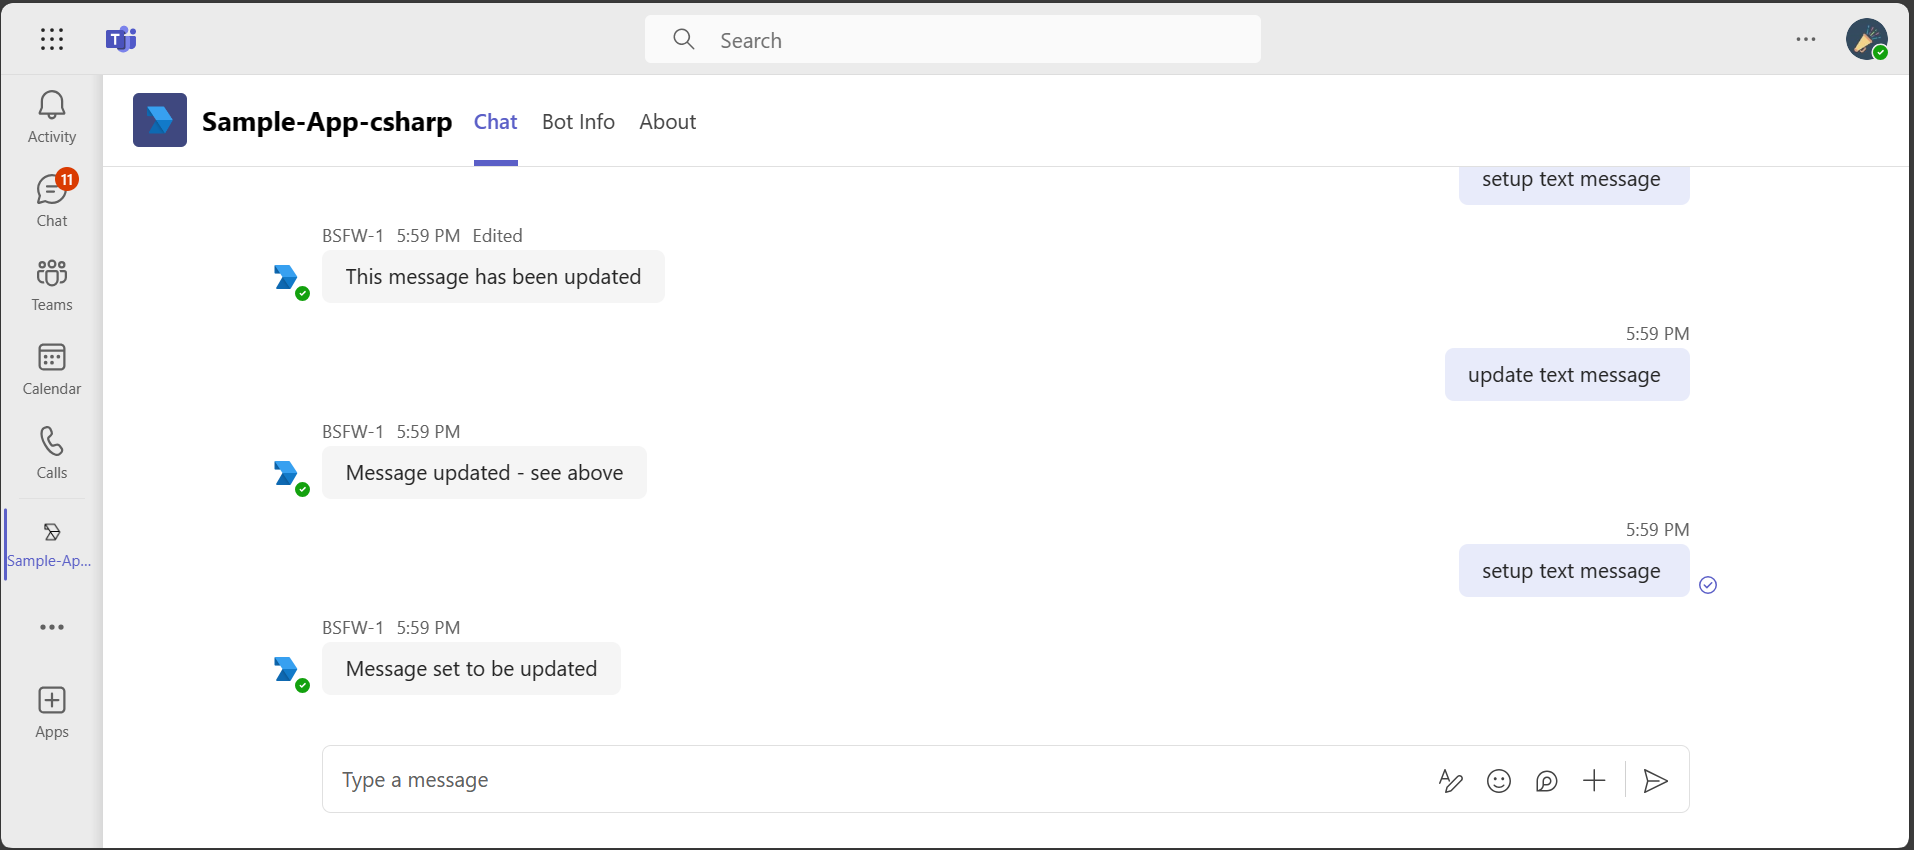 Search
Activity
11
Chat
Teams
Calendar
Calls
Sample-Ap...
Apps
Sample-App-csharp Chat Bot Info About
setup text message
BSFW-1 5:59 PM Edited
This message has been updated
5:59 PM
update text message
BSFW-1 5:59 PM
Message updated - see above
5:59 PM
setup text message
BSFW-1 5:59 PM
Message set to be updated
Type a message